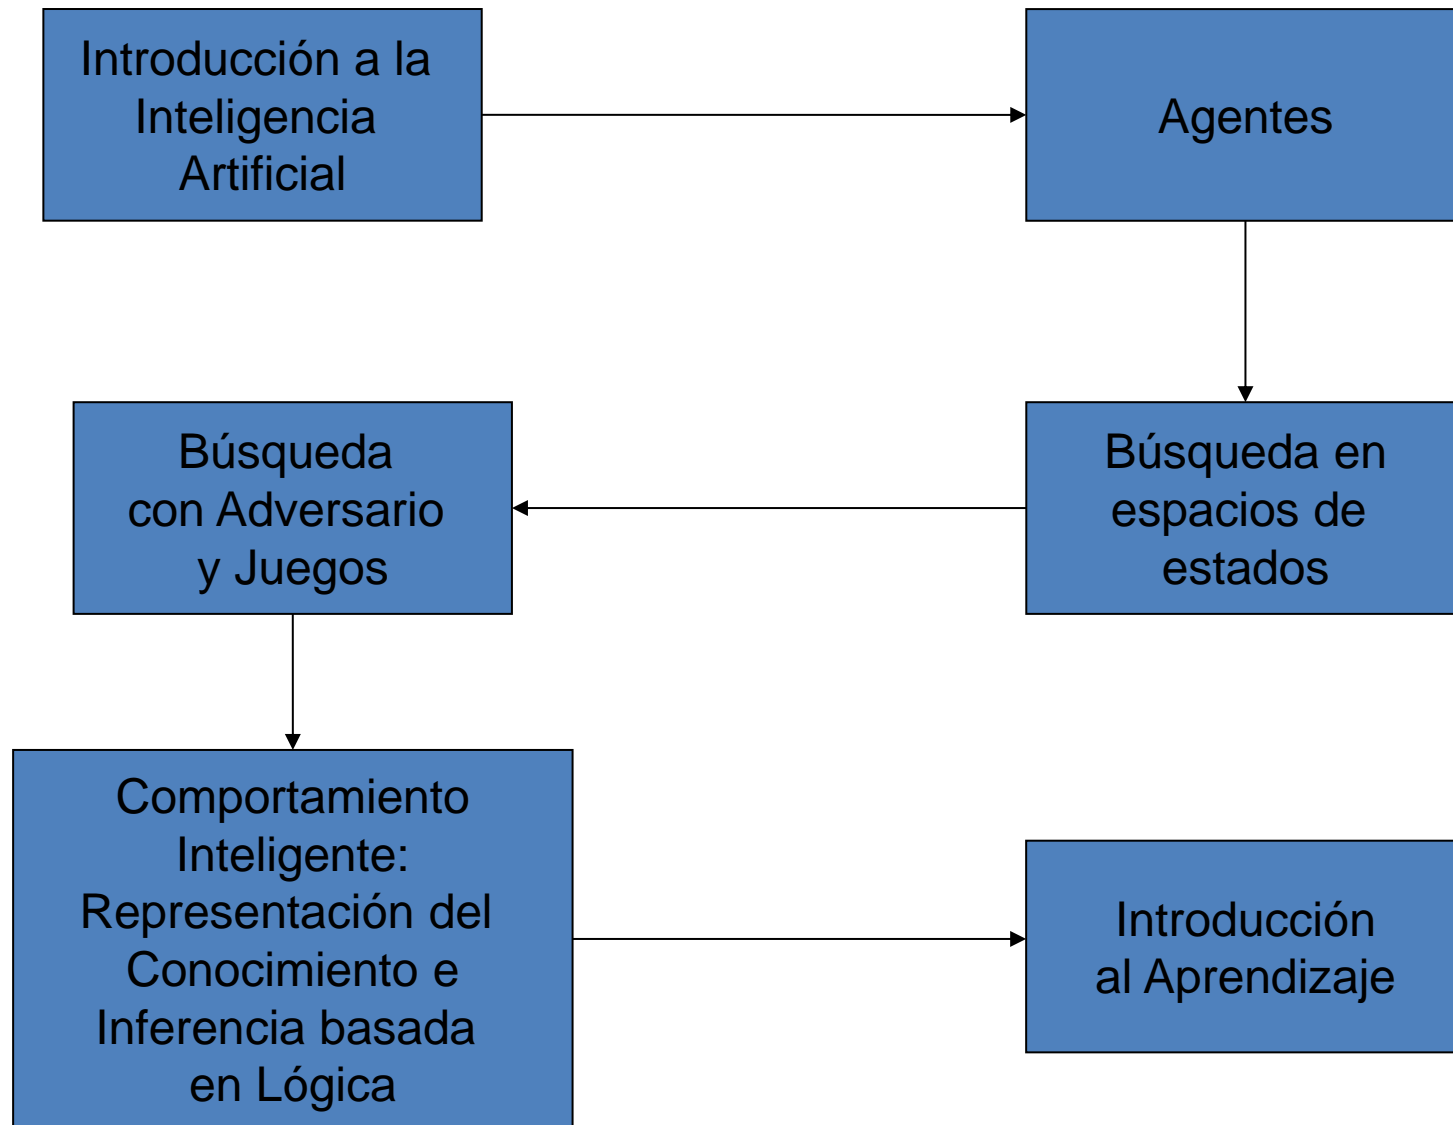 Introducción a la
Inteligencia
Artificial
Agentes
Búsqueda en
espacios de
estados
Búsqueda
con Adversario
y Juegos
Comportamiento
Inteligente:
Representación del
Conocimiento e
Inferencia basada
en Lógica
Introducción
al Aprendizaje